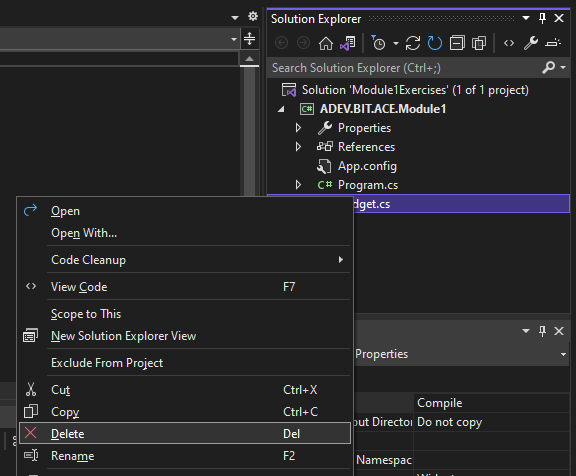 Solution Explorer
Search Solution Explorer (Ctrl+;)
Solution 'Module1Exercises' (1 of 1 project)
C# ADEV.BIT.ACE.Module1
Properties
References
App.config
C# Program.cs
dget.cs
Open
Open With...
Code Cleanup
View Code F7
Scope to This
New Solution Explorer View
Exclude From Project
Cut Ctrl+X
Copy Ctrl+C
Delete Del
Rename F2
Properties
Compile
out Director Do not copy
Namespac